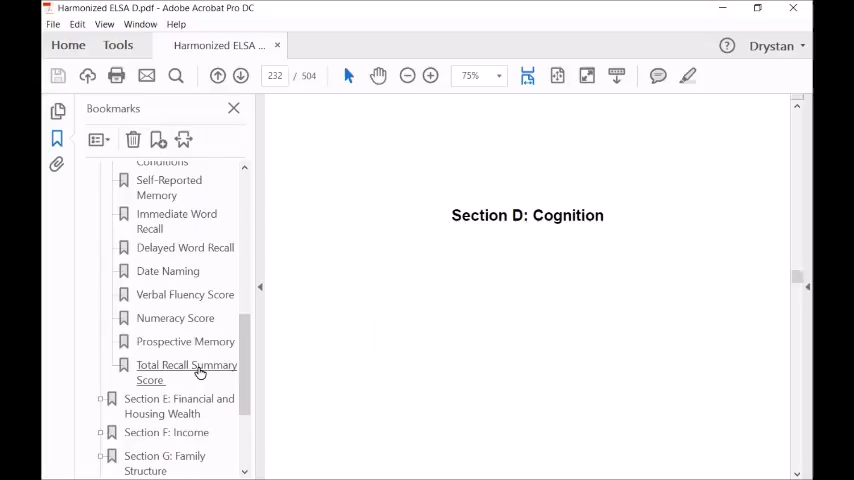 Harmonized ELSA D.pdf - Adobe Acrobat Pro DC
File Edit View Window Help
Home Tools Harmonized ELSA ... × ? Drystan
232 / 504 75%
Bookmarks
Conditions
Self-Reported
Memory
Immediate Word
Recall
Delayed Word Recall
Date Naming
Verbal Fluency Score
Numeracy Score
Prospective Memory
Total Recall Summary
Score
Section E: Financial and
Housing Wealth
Section F: Income
Section G: Family
Structure
Section D: Cognition